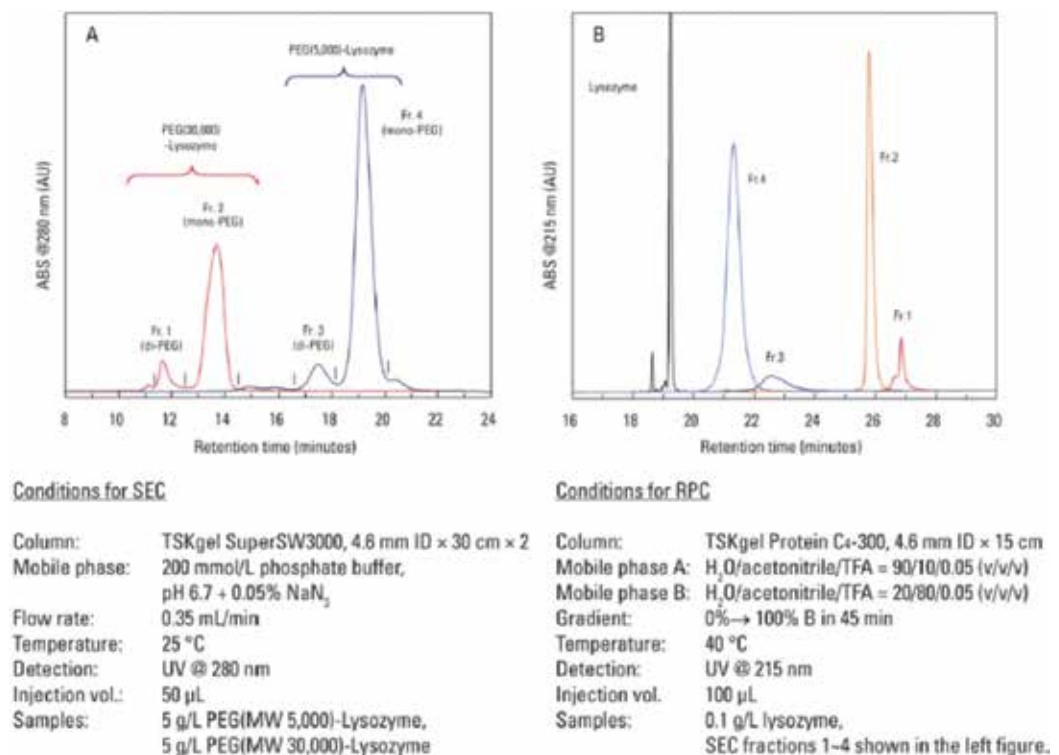 A
PEG(5,000)-Lysozyme
Fr. 4
(mono-PEG)
PEG(30,000)
-Lysozyme
Fr. 2
(mono-PEG)
Fr. 1
(di-PEG)
Fr. 3
(di-PEG)
ABS @280 nm (AU)
8 10 12 14 16 18 20 22 24
Retention time (minutes)
B
Lysozyme
Fr.4
Fr.2
Fr.3
Fr.1
ABS @215 nm (AU)
16 18 20 22 24 26 28 30
Retention time (minutes)
Conditions for SEC
Column: TSKgel SuperSW3000, 4.6 mm ID × 30 cm × 2
Mobile phase: 200 mmol/L phosphate buffer,
pH 6.7 + 0.05% NaN₃
Flow rate: 0.35 mL/min
Temperature: 25 °C
Detection: UV @ 280 nm
Injection vol.: 50 µL
Samples: 5 g/L PEG(MW 5,000)-Lysozyme,
5 g/L PEG(MW 30,000)-Lysozyme
Conditions for RPC
Column: TSKgel Protein C₄-300, 4.6 mm ID × 15 cm
Mobile phase A: H₂O/acetonitrile/TFA = 90/10/0.05 (v/v/v)
Mobile phase B: H₂O/acetonitrile/TFA = 20/80/0.05 (v/v/v)
Gradient: 0%→ 100% B in 45 min
Temperature: 40 °C
Detection: UV @ 215 nm
Injection vol. 100 µL
Samples: 0.1 g/L lysozyme,
SEC fractions 1–4 shown in the left figure